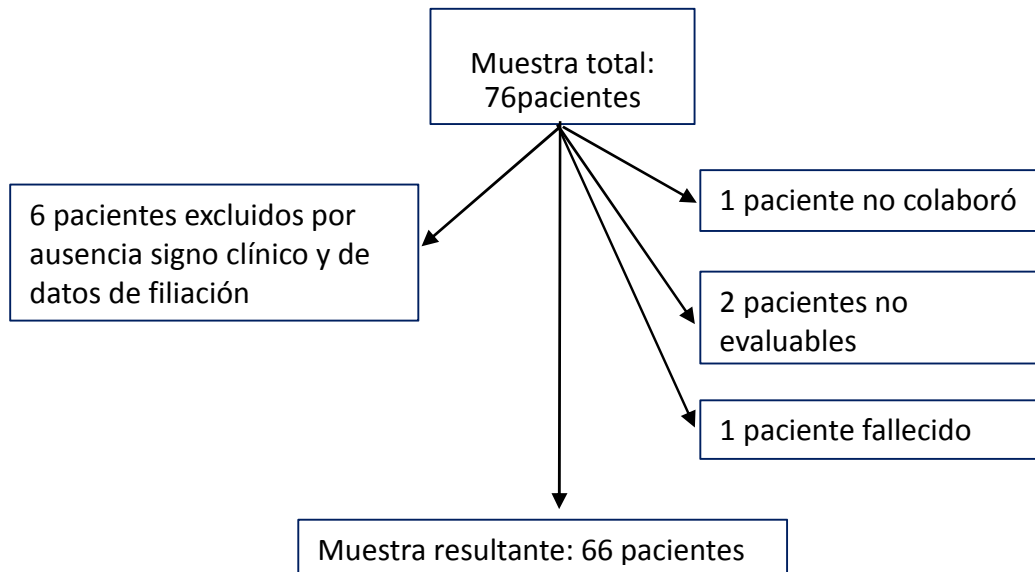 Muestra total:
76pacientes
6 pacientes excluidos por
ausencia signo clínico y de
datos de filiación
1 paciente no colaboró
2 pacientes no
evaluables
1 paciente fallecido
Muestra resultante: 66 pacientes